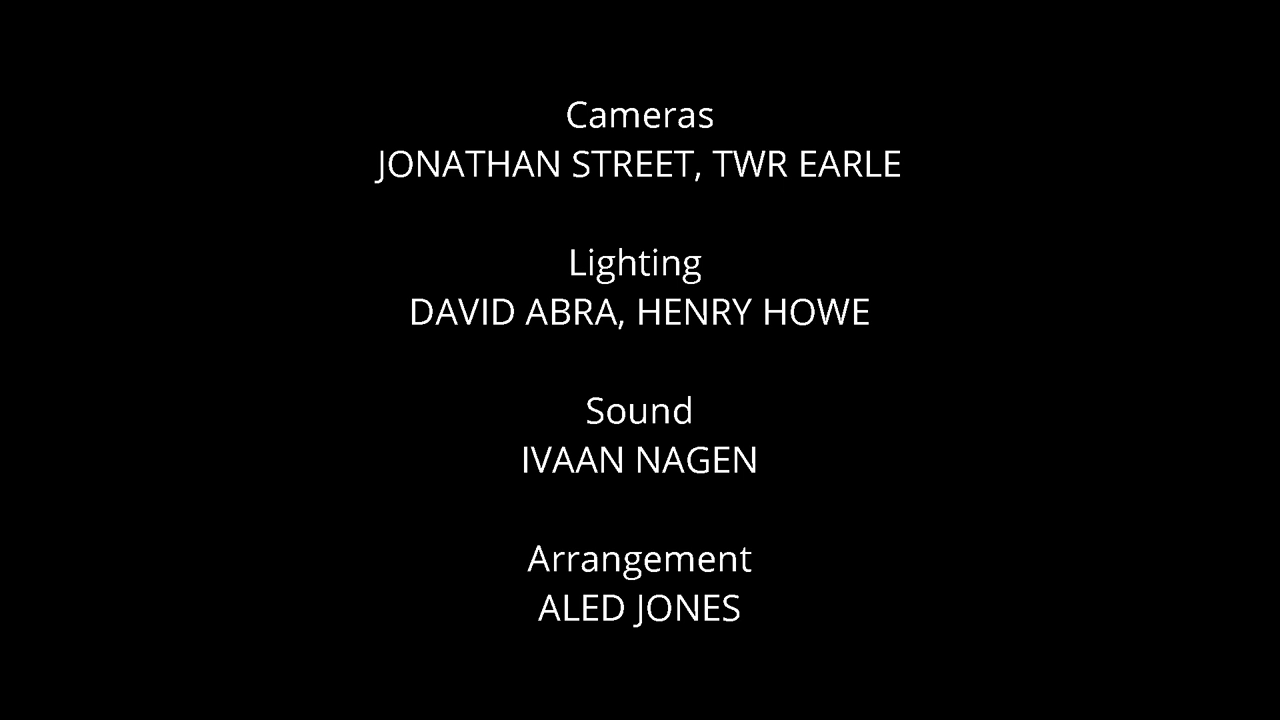 Cameras
JONATHAN STREET, TWR EARLE
Lighting
DAVID ABRA, HENRY HOWE
Sound
IVAAN NAGEN
Arrangement
ALED JONES